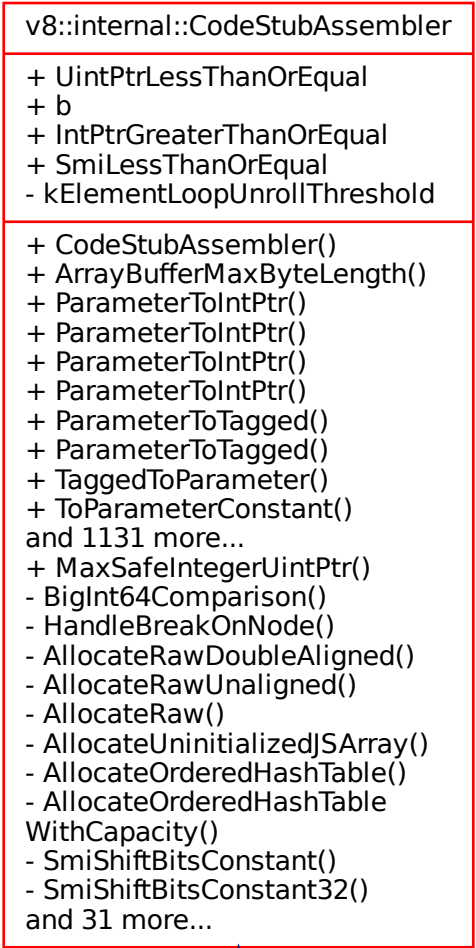 v8::internal::CodeStubAssembler
+ UintPtrLessThanOrEqual
+ b
+ IntPtrGreaterThanOrEqual
+ SmiLessThanOrEqual
- kElementLoopUnrollThreshold
+ CodeStubAssembler()
+ ArrayBufferMaxByteLength()
+ ParameterToIntPtr()
+ ParameterToIntPtr()
+ ParameterToIntPtr()
+ ParameterToIntPtr()
+ ParameterToTagged()
+ ParameterToTagged()
+ TaggedToParameter()
+ ToParameterConstant()
and 1131 more...
+ MaxSafeIntegerUintPtr()
- BigInt64Comparison()
- HandleBreakOnNode()
- AllocateRawDoubleAligned()
- AllocateRawUnaligned()
- AllocateRaw()
- AllocateUninitializedJSArray()
- AllocateOrderedHashTable()
- AllocateOrderedHashTable
WithCapacity()
- SmiShiftBitsConstant()
- SmiShiftBitsConstant32()
and 31 more...